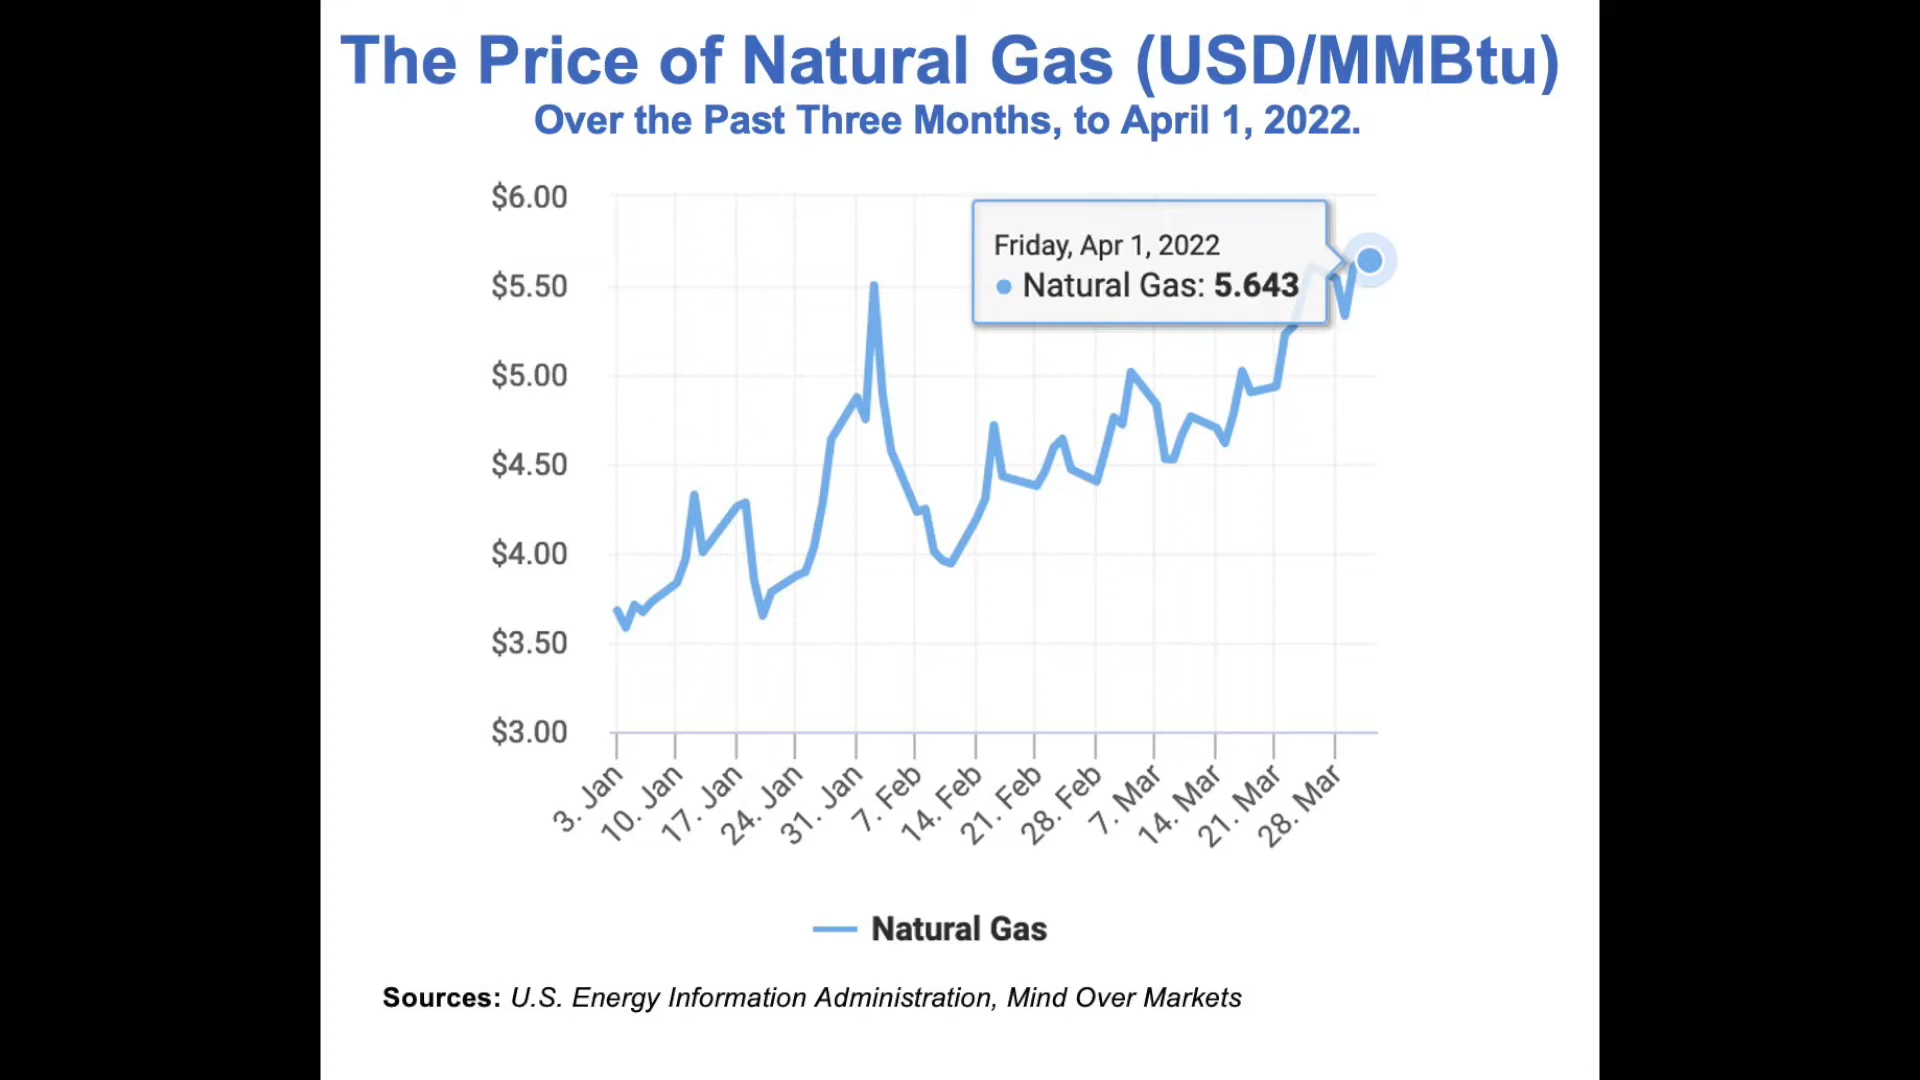 The Price of Natural Gas (USD/MMBtu)
Over the Past Three Months, to April 1, 2022.
$6.00
Friday, Apr 1, 2022
Natural Gas: 5.643
$5.50
$5.00
$4.50
$4.00
$3.50
$3.00
3. Jan
10. Jan
17. Jan
24. Jan
31. Jan
7. Feb
14. Feb
21. Feb
28. Feb
7. Mar
14. Mar
21. Mar
28. Mar
Natural Gas
Sources: U.S. Energy Information Administration, Mind Over Markets